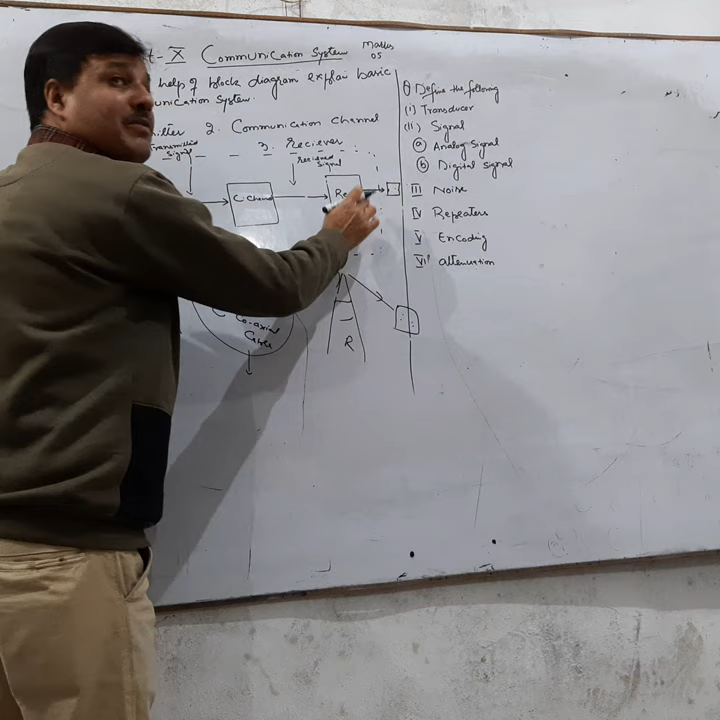 t-X Communication System Marks
05
help of block diagram explain basic
unication System.
itter 2. Communication channel
3. Reciever
Transmitted
Signal
recieved
Signal
C. Channel
Re
Co-axial
Cable
R
Q Define the following
(i) Transducer
(ii) Signal
(a) Analog Signal
(b) Digital Signal
III Noise
IV Repeaters
V Encoding
VI attenuation